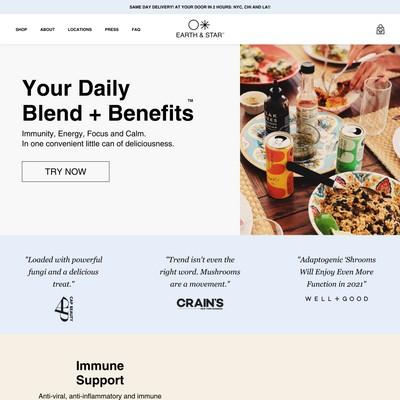 SAME DAY DELIVERY! AT YOUR DOOR IN 2 HOURS: NYC, CHI AND LA!!
SHOP ABOUT LOCATIONS PRESS FAQ
EARTH & STAR
Your Daily
Blend + Benefits™
Immunity, Energy, Focus and Calm.
In one convenient little can of deliciousness.
TRY NOW
"Loaded with powerful
fungi and a delicious
treat."
CAP BEAUTY
"Trend isn't even the
right word. Mushrooms
are a movement."
CRAIN'S
"Adaptogenic 'Shrooms
Will Enjoy Even More
Function in 2021"
WELL+GOOD
Immune
Support
Anti-viral, anti-inflammatory and immune